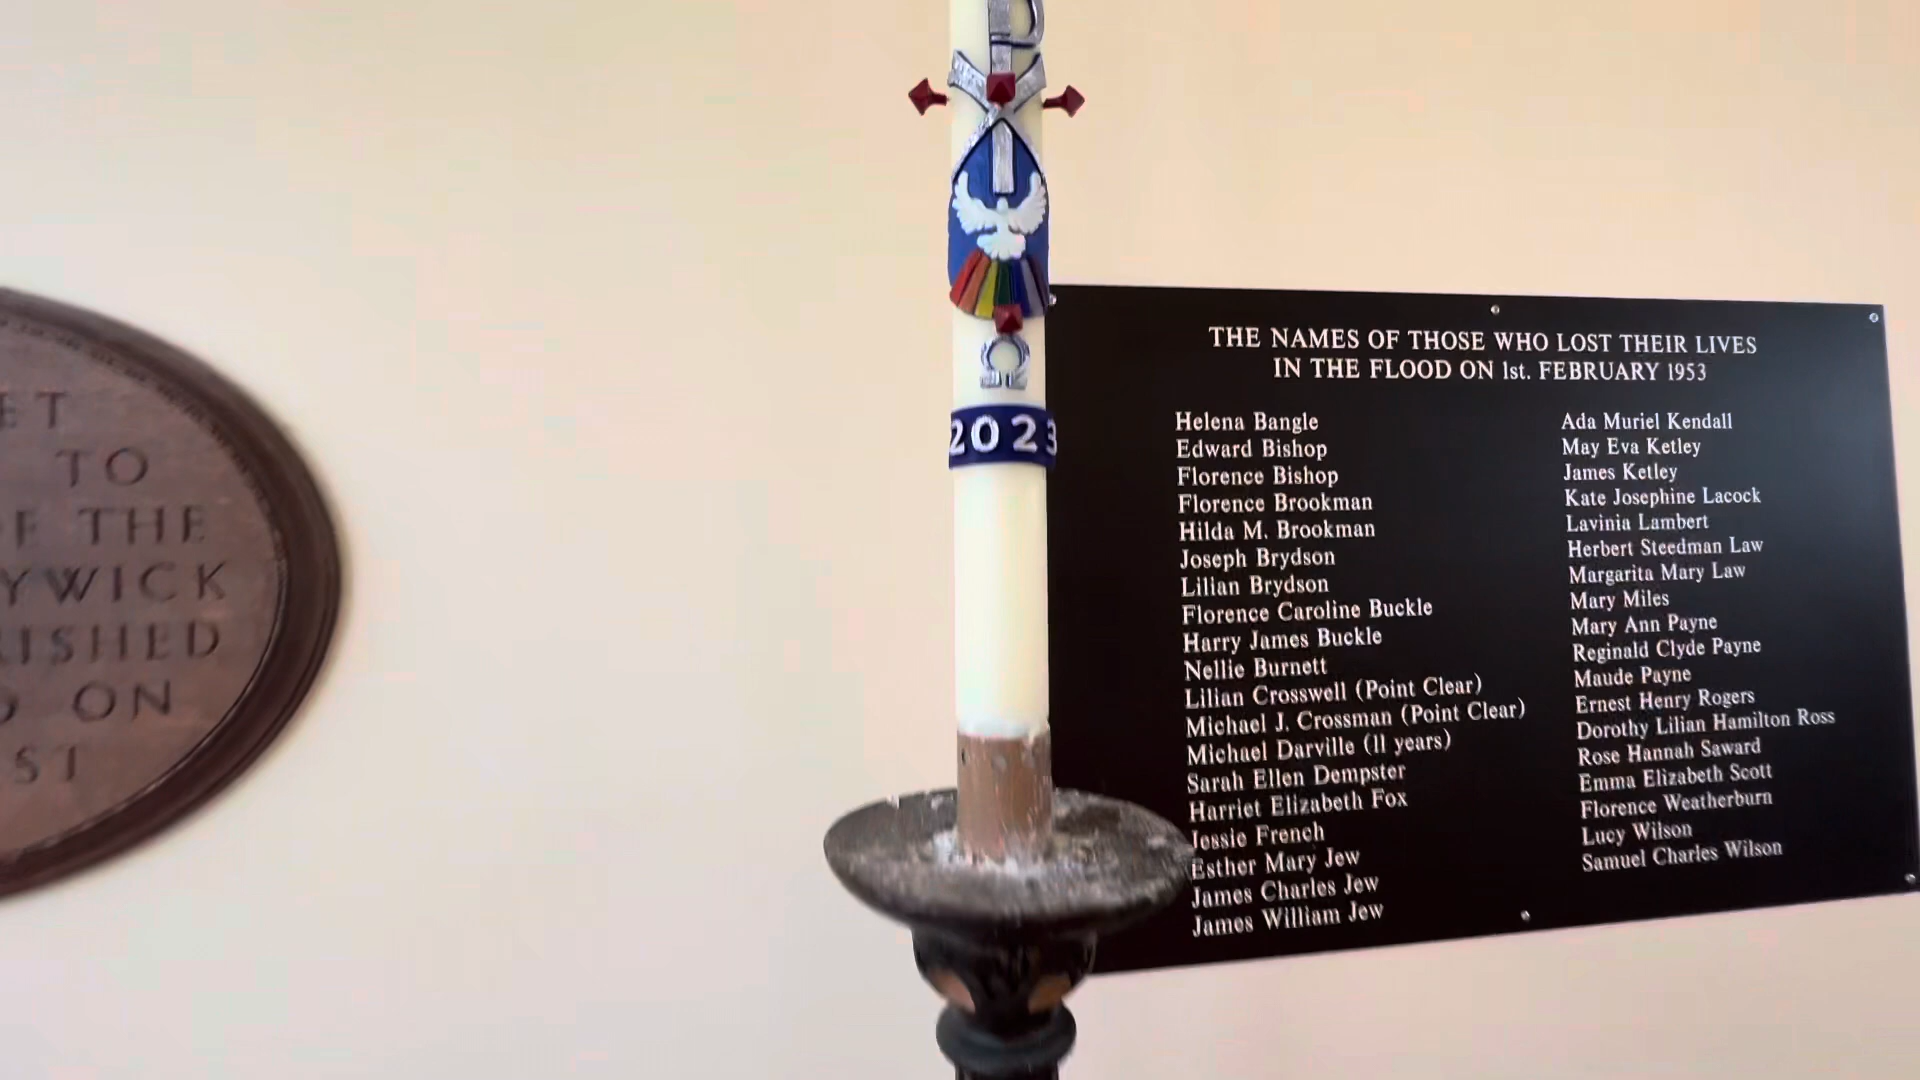 ET
TO
OF THE
YWICK
RISHED
ON
ST
2023
THE NAMES OF THOSE WHO LOST THEIR LIVES
IN THE FLOOD ON 1st. FEBRUARY 1953
Helena Bangle
Edward Bishop
Florence Bishop
Florence Brookman
Hilda M. Brookman
Joseph Brydson
Lilian Brydson
Florence Caroline Buckle
Harry James Buckle
Nellie Burnett
Lilian Crosswell (Point Clear)
Michael J. Crossman (Point Clear)
Michael Darville (11 years)
Sarah Ellen Dempster
Harriet Elizabeth Fox
Jessie French
Esther Mary Jew
James Charles Jew
James William Jew
Ada Muriel Kendall
May Eva Ketley
James Ketley
Kate Josephine Lacock
Lavinia Lambert
Herbert Steedman Law
Margarita Mary Law
Mary Miles
Mary Ann Payne
Reginald Clyde Payne
Maude Payne
Ernest Henry Rogers
Dorothy Lilian Hamilton Ross
Rose Hannah Saward
Emma Elizabeth Scott
Florence Weatherburn
Lucy Wilson
Samuel Charles Wilson